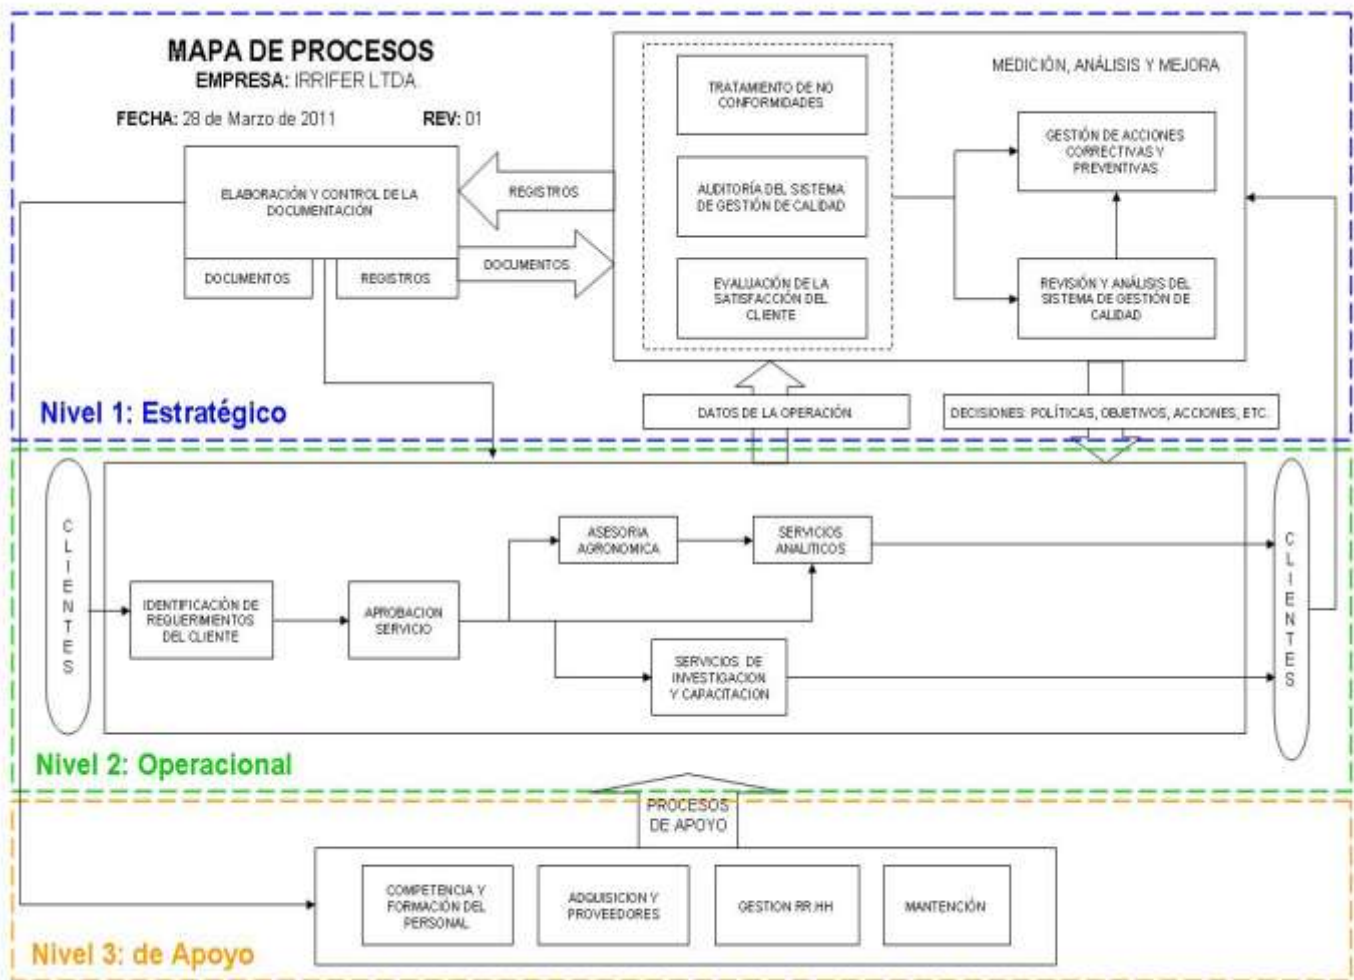 MAPA DE PROCESOS
EMPRESA: IRRIFER LTDA.
FECHA: 28 de Marzo de 2011
REV: 01
ELABORACIÓN Y CONTROL DE LA
DOCUMENTACIÓN
DOCUMENTOS
REGISTROS
REGISTROS
DOCUMENTOS
MEDICIÓN, ANÁLISIS Y MEJORA
TRATAMIENTO DE NO
CONFORMIDADES
AUDITORÍA DEL SISTEMA
DE GESTIÓN DE CALIDAD
EVALUACIÓN DE LA
SATISFACCIÓN DEL
CLIENTE
GESTIÓN DE ACCIONES
CORRECTIVAS Y
PREVENTIVAS
REVISIÓN Y ANÁLISIS DEL
SISTEMA DE GESTIÓN DE
CALIDAD
Nivel 1: Estratégico
DATOS DE LA OPERACIÓN
DECISIONES: POLÍTICAS, OBJETIVOS, ACCIONES, ETC.
CLIENTES
IDENTIFICACIÓN DE
REQUERIMIENTOS
DEL CLIENTE
APROBACION
SERVICIO
ASESORIA
AGRONOMICA
SERVICIOS
ANALITICOS
SERVICIOS DE
INVESTIGACION
Y CAPACITACION
CLIENTES
Nivel 2: Operacional
PROCESOS
DE APOYO
COMPETENCIA Y
FORMACIÓN DEL
PERSONAL
ADQUISICION Y
PROVEEDORES
GESTION RR.HH
MANTENCIÓN
Nivel 3: de Apoyo